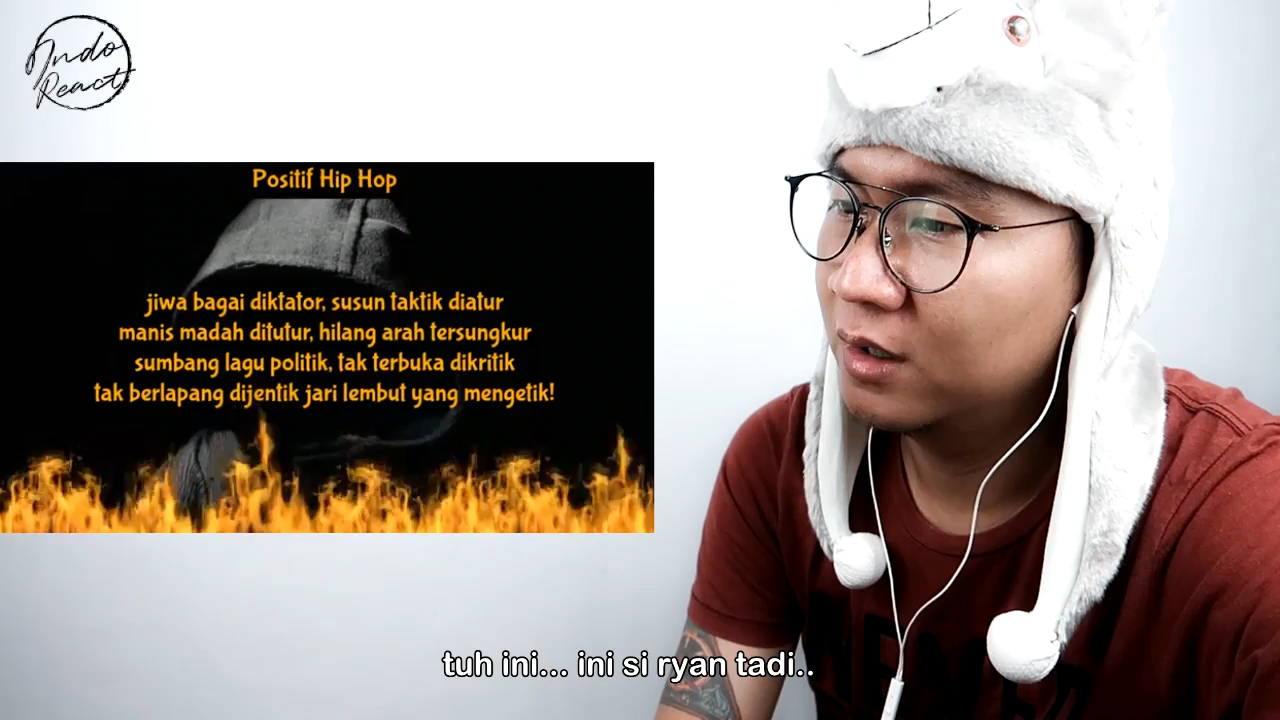 Indo
React
Positif Hip Hop
jiwa bagai diktator, susun taktik diatur
manis madah ditutur, hilang arah tersungkur
sumbang lagu politik, tak terbuka dikritik
tak berlapang dijentik jari lembut yang mengetik!
tuh ini... ini si ryan tadi..